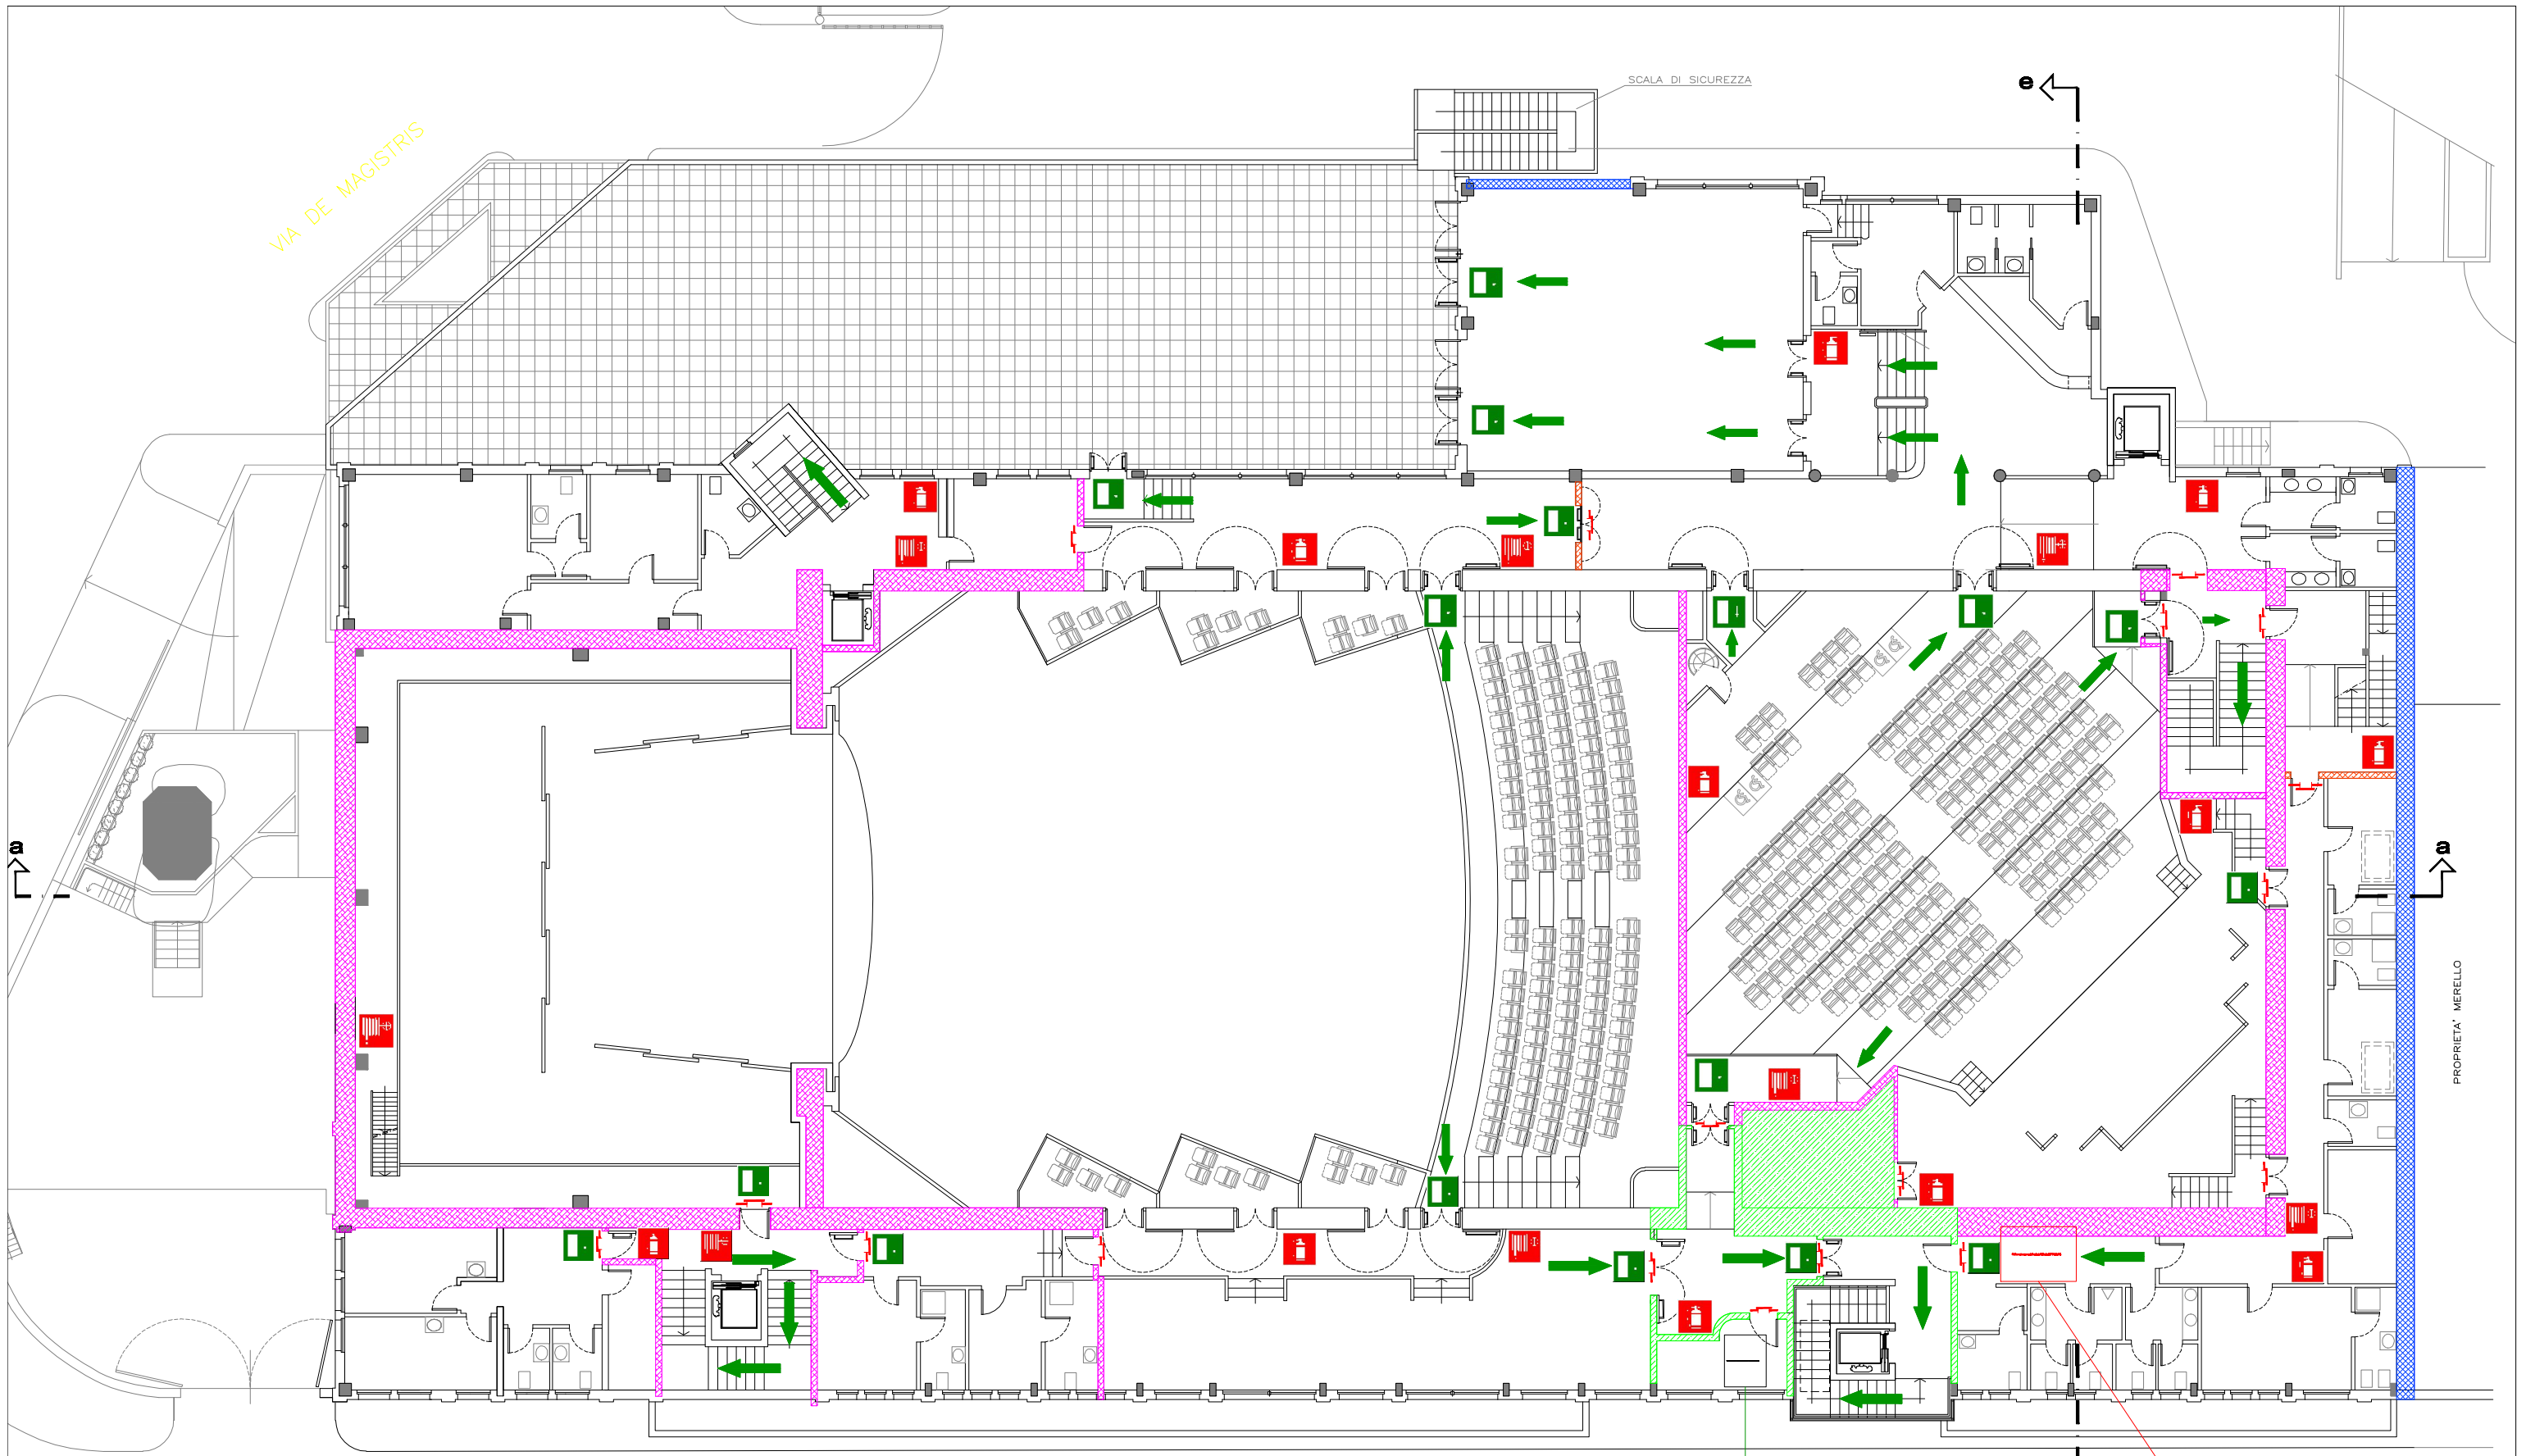 SCALA DI SICUREZZA
e
VIA DE MAGISTRIS
a
a
PROPRIETA' MERELLO